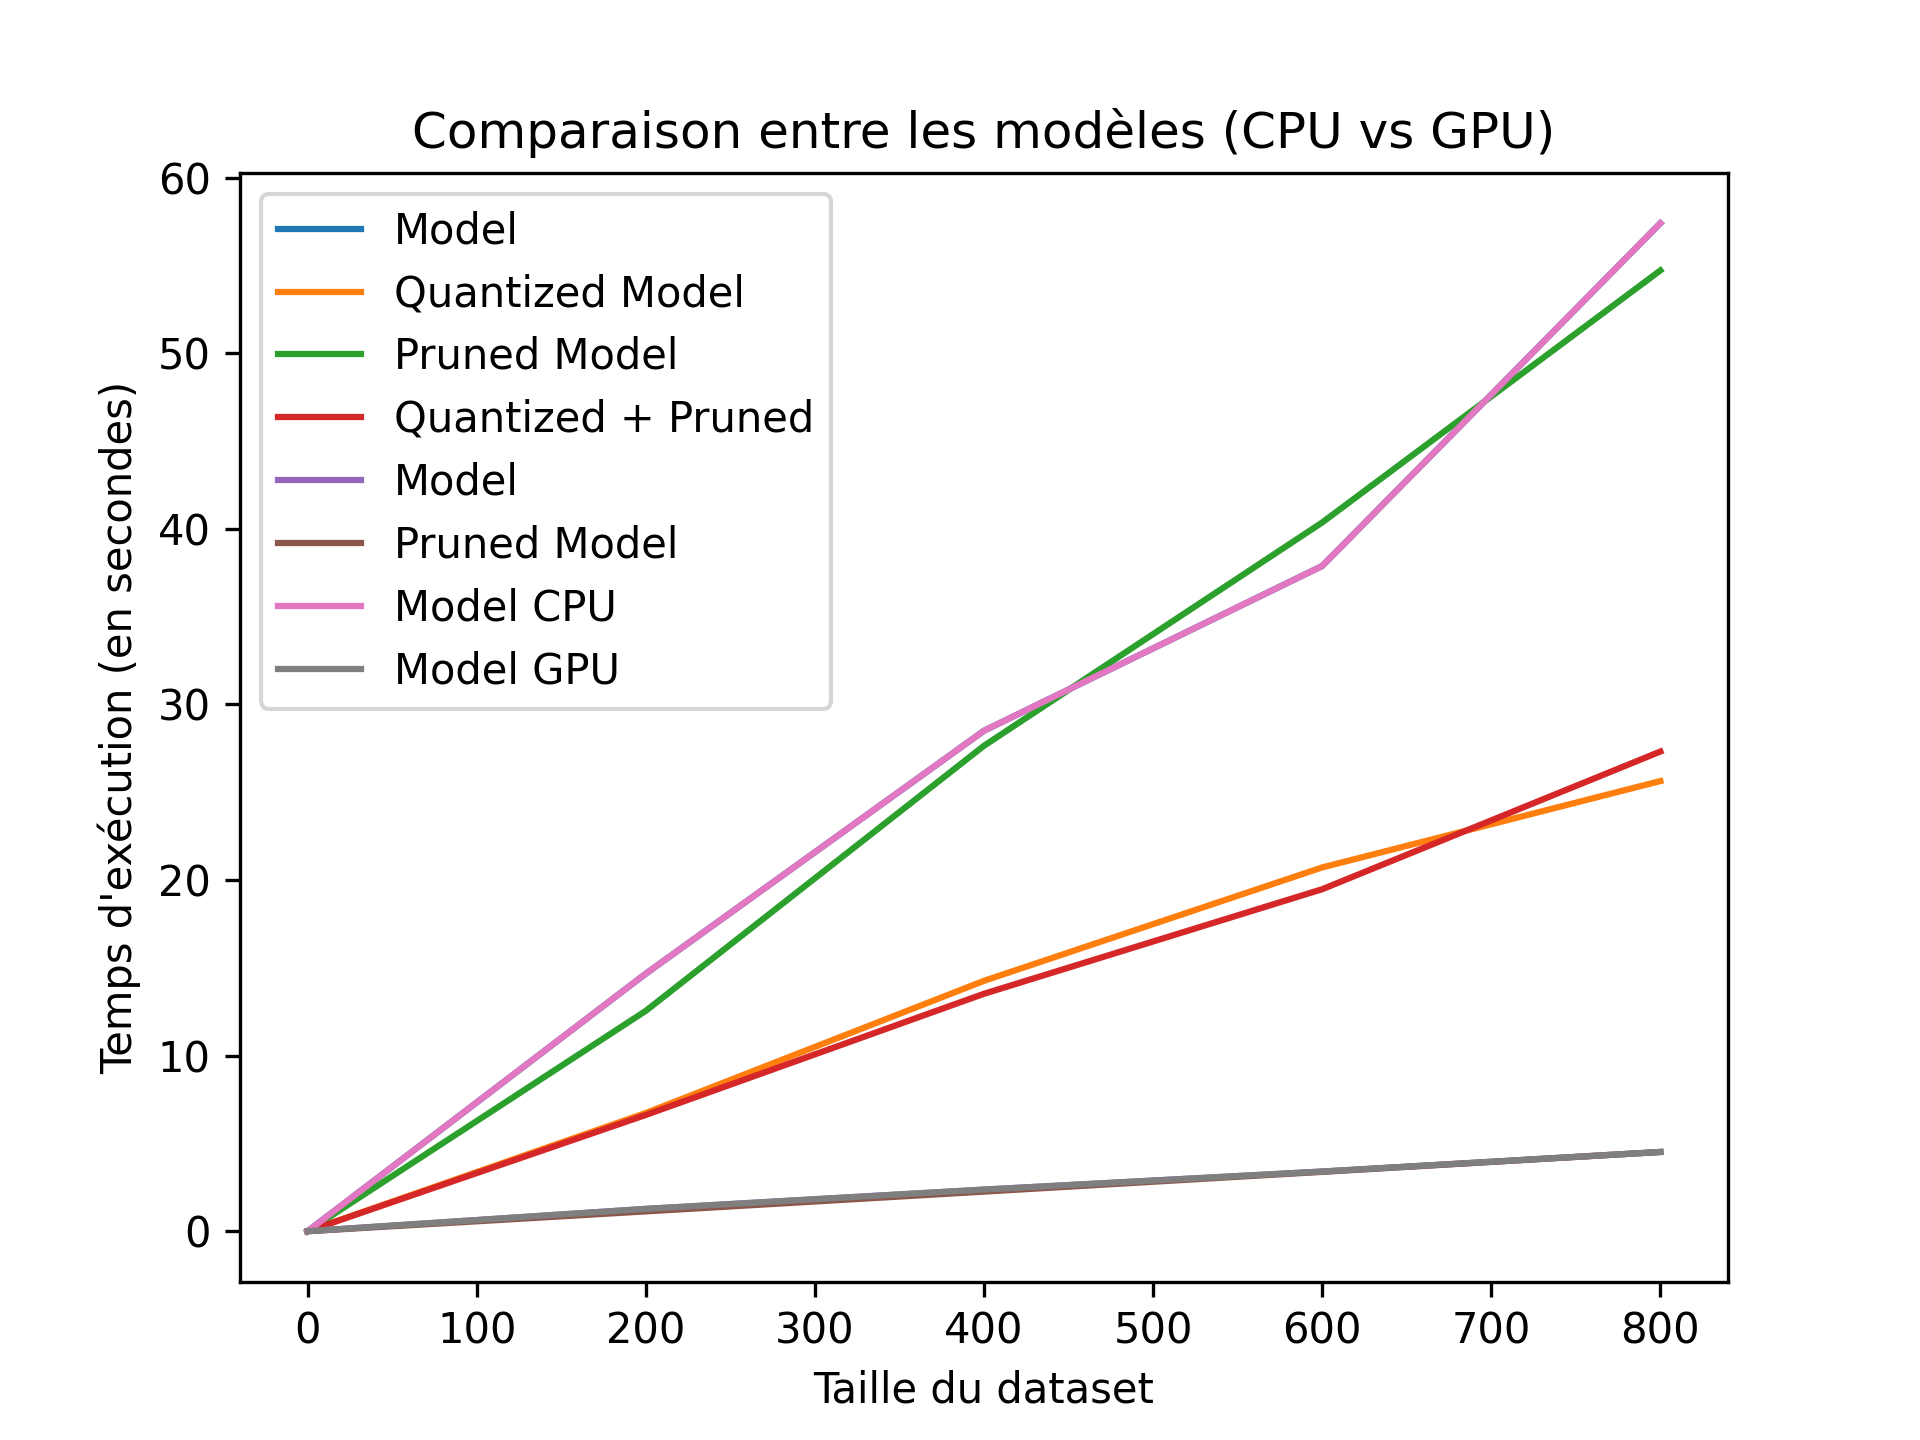 Comparaison entre les modèles (CPU vs GPU)
60
50
40
30
20
10
0
Temps d'exécution (en secondes)
Model
Quantized Model
Pruned Model
Quantized + Pruned
Model
Pruned Model
Model CPU
Model GPU
0 100 200 300 400 500 600 700 800
Taille du dataset